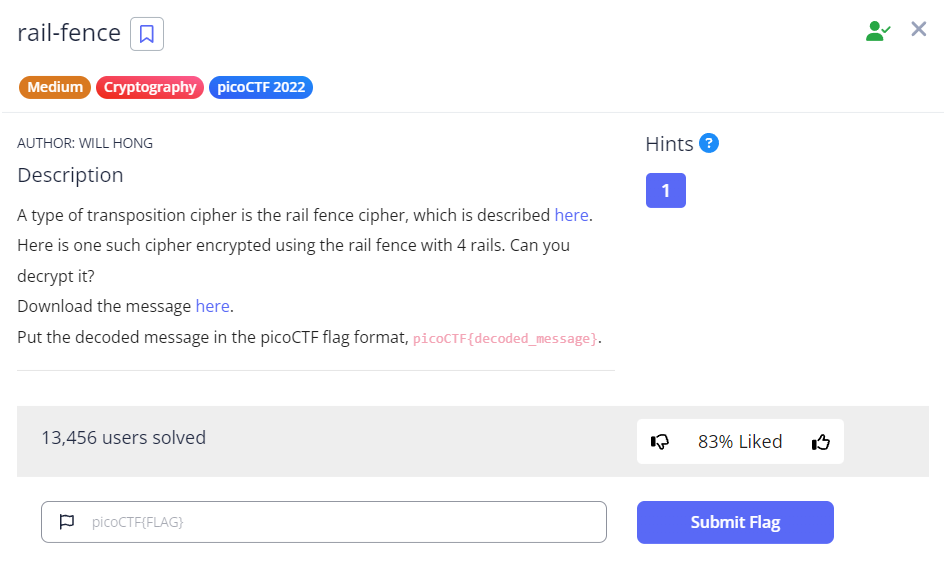 rail-fence
Medium Cryptography picoCTF 2022
AUTHOR: WILL HONG
Description
A type of transposition cipher is the rail fence cipher, which is described here.
Here is one such cipher encrypted using the rail fence with 4 rails. Can you
decrypt it?
Download the message here.
Put the decoded message in the picoCTF flag format, picoCTF{decoded_message}.
Hints ?
1
13,456 users solved
83% Liked
picoCTF{FLAG}
Submit Flag